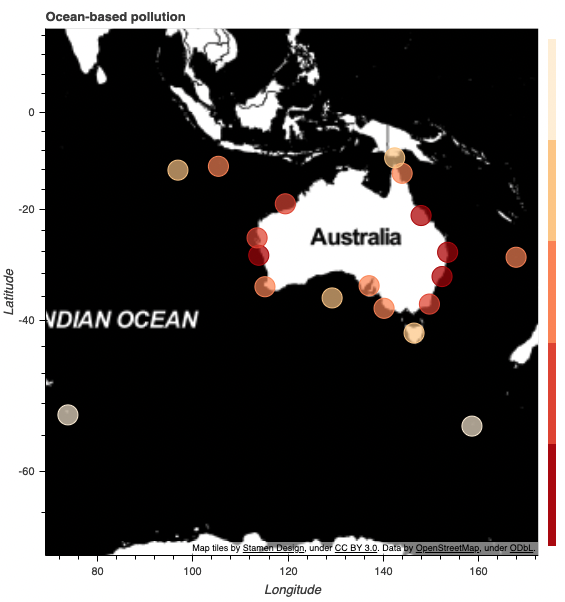 Ocean-based pollution
0
-20
Australia
Latitude
-40
NDIAN OCEAN
-60
Map tiles by Stamen Design, under CC BY 3.0. Data by OpenStreetMap, under ODbL.
80 100 120 140 160
Longitude